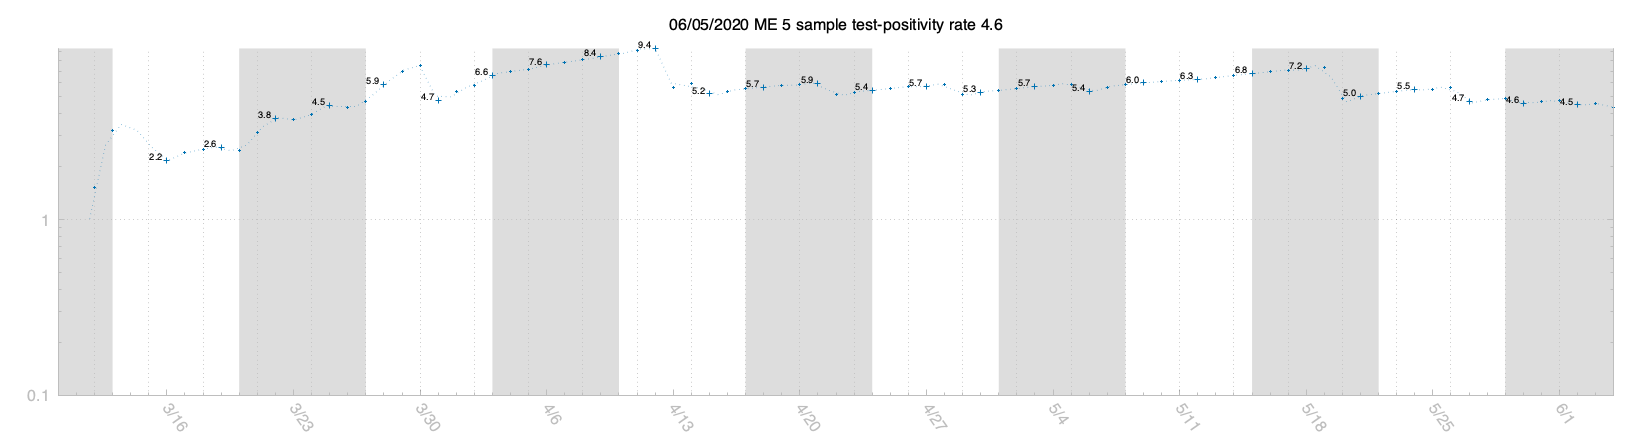 06/05/2020 ME 5 sample test-positivity rate 4.6
2.2 2.6 3.8 4.5 5.9 4.7 6.6 7.6 8.4 9.4 5.2 5.7 5.9 5.4 5.7 5.3 5.7 5.4 6.0 6.3 6.8 7.2 5.0 5.5 4.7 4.6 4.5
1
0.1
3/16 3/23 3/30 4/6 4/13 4/20 4/27 5/4 5/11 5/18 5/25 6/1